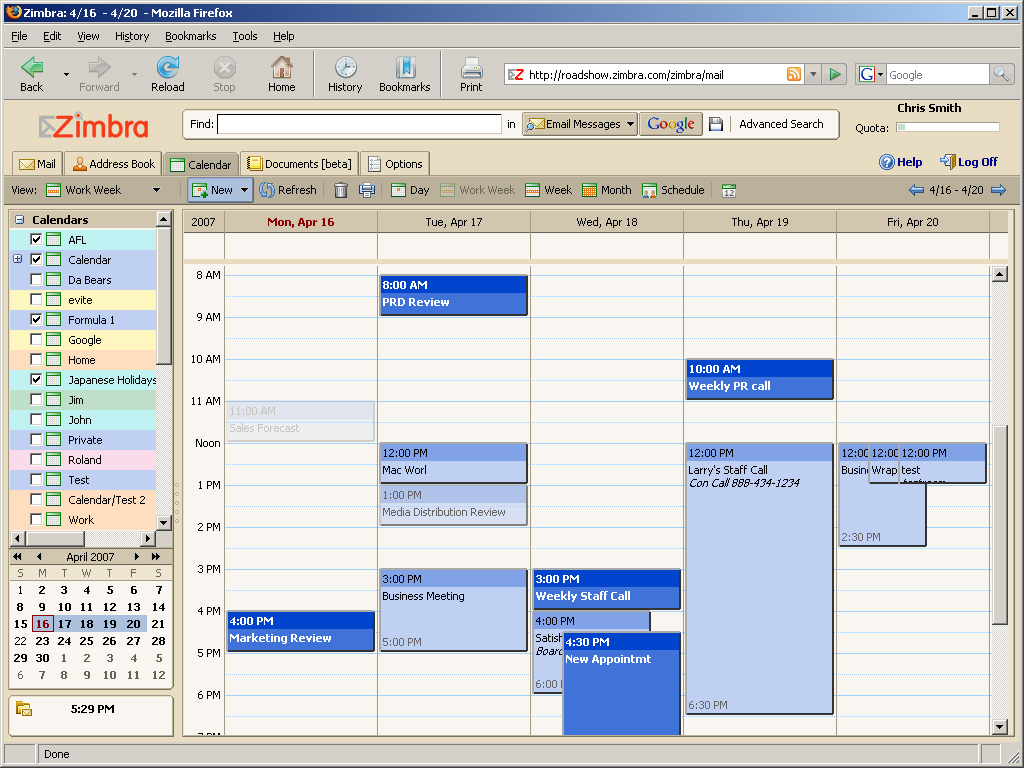 Zimbra: 4/16 - 4/20 - Mozilla Firefox
File Edit View History Bookmarks Tools Help
Back Forward Reload Stop Home History Bookmarks Print http://roadshow.zimbra.com/zimbra/mail G Google
Chris Smith
Zimbra Find: in Email Messages Google Advanced Search Quota:
Mail Address Book Calendar Documents [beta] Options Help Log Off
View: Work Week New Refresh Day Work Week Week Month Schedule 12 4/16 - 4/20
Calendars
AFL
Calendar
Da Bears
evite
Formula 1
Google
Home
Japanese Holidays
Jim
John
Private
Roland
Test
Calendar/Test 2
Work
April 2007
S M T W T F S
1 2 3 4 5 6 7
8 9 10 11 12 13 14
15 16 17 18 19 20 21
22 23 24 25 26 27 28
29 30 1 2 3 4 5
6 7 8 9 10 11 12
5:29 PM
2007 Mon, Apr 16 Tue, Apr 17 Wed, Apr 18 Thu, Apr 19 Fri, Apr 20
8 AM
9 AM
10 AM
11 AM
Noon
1 PM
2 PM
3 PM
4 PM
5 PM
6 PM
11:00 AM
Sales Forecast
4:00 PM
Marketing Review
8:00 AM
PRD Review
12:00 PM
Mac Worl
1:00 PM
Media Distribution Review
3:00 PM
Business Meeting
5:00 PM
3:00 PM
Weekly Staff Call
4:00 PM
Satish
Board
6:00
4:30 PM
New Appointmt
10:00 AM
Weekly PR call
12:00 PM
Larry's Staff Call
Con Call 888-434-1234
6:30 PM
12:00
Busin
2:30 PM
12:00
Wrap
12:00 PM
test
Done